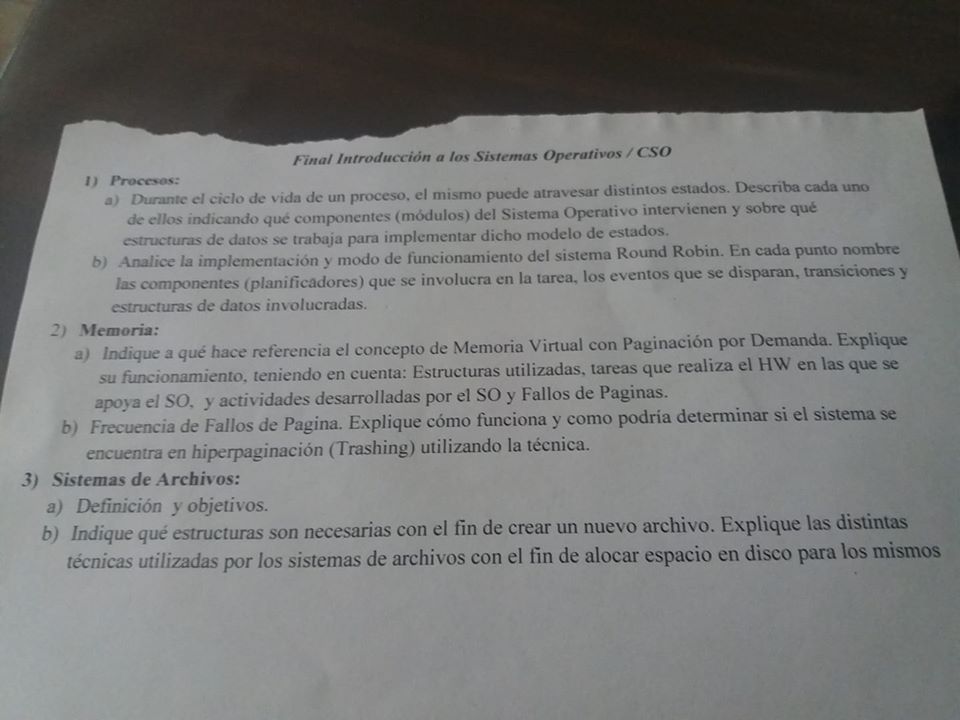 Final Introducción a los Sistemas Operativos / CSO
1) Procesos:
a) Durante el ciclo de vida de un proceso, el mismo puede atravesar distintos estados. Describa cada uno
de ellos indicando qué componentes (módulos) del Sistema Operativo intervienen y sobre qué
estructuras de datos se trabaja para implementar dicho modelo de estados.
b) Analice la implementación y modo de funcionamiento del sistema Round Robin. En cada punto nombre
las componentes (planificadores) que se involucra en la tarea, los eventos que se disparan, transiciones y
estructuras de datos involucradas.
2) Memoria:
a) Indique a qué hace referencia el concepto de Memoria Virtual con Paginación por Demanda. Explique
su funcionamiento, teniendo en cuenta: Estructuras utilizadas, tareas que realiza el HW en las que se
apoya el SO, y actividades desarrolladas por el SO y Fallos de Paginas.
b) Frecuencia de Fallos de Pagina. Explique cómo funciona y como podría determinar si el sistema se
encuentra en hiperpaginación (Trashing) utilizando la técnica.
3) Sistemas de Archivos:
a) Definición y objetivos.
b) Indique qué estructuras son necesarias con el fin de crear un nuevo archivo. Explique las distintas
técnicas utilizadas por los sistemas de archivos con el fin de alocar espacio en disco para los mismos